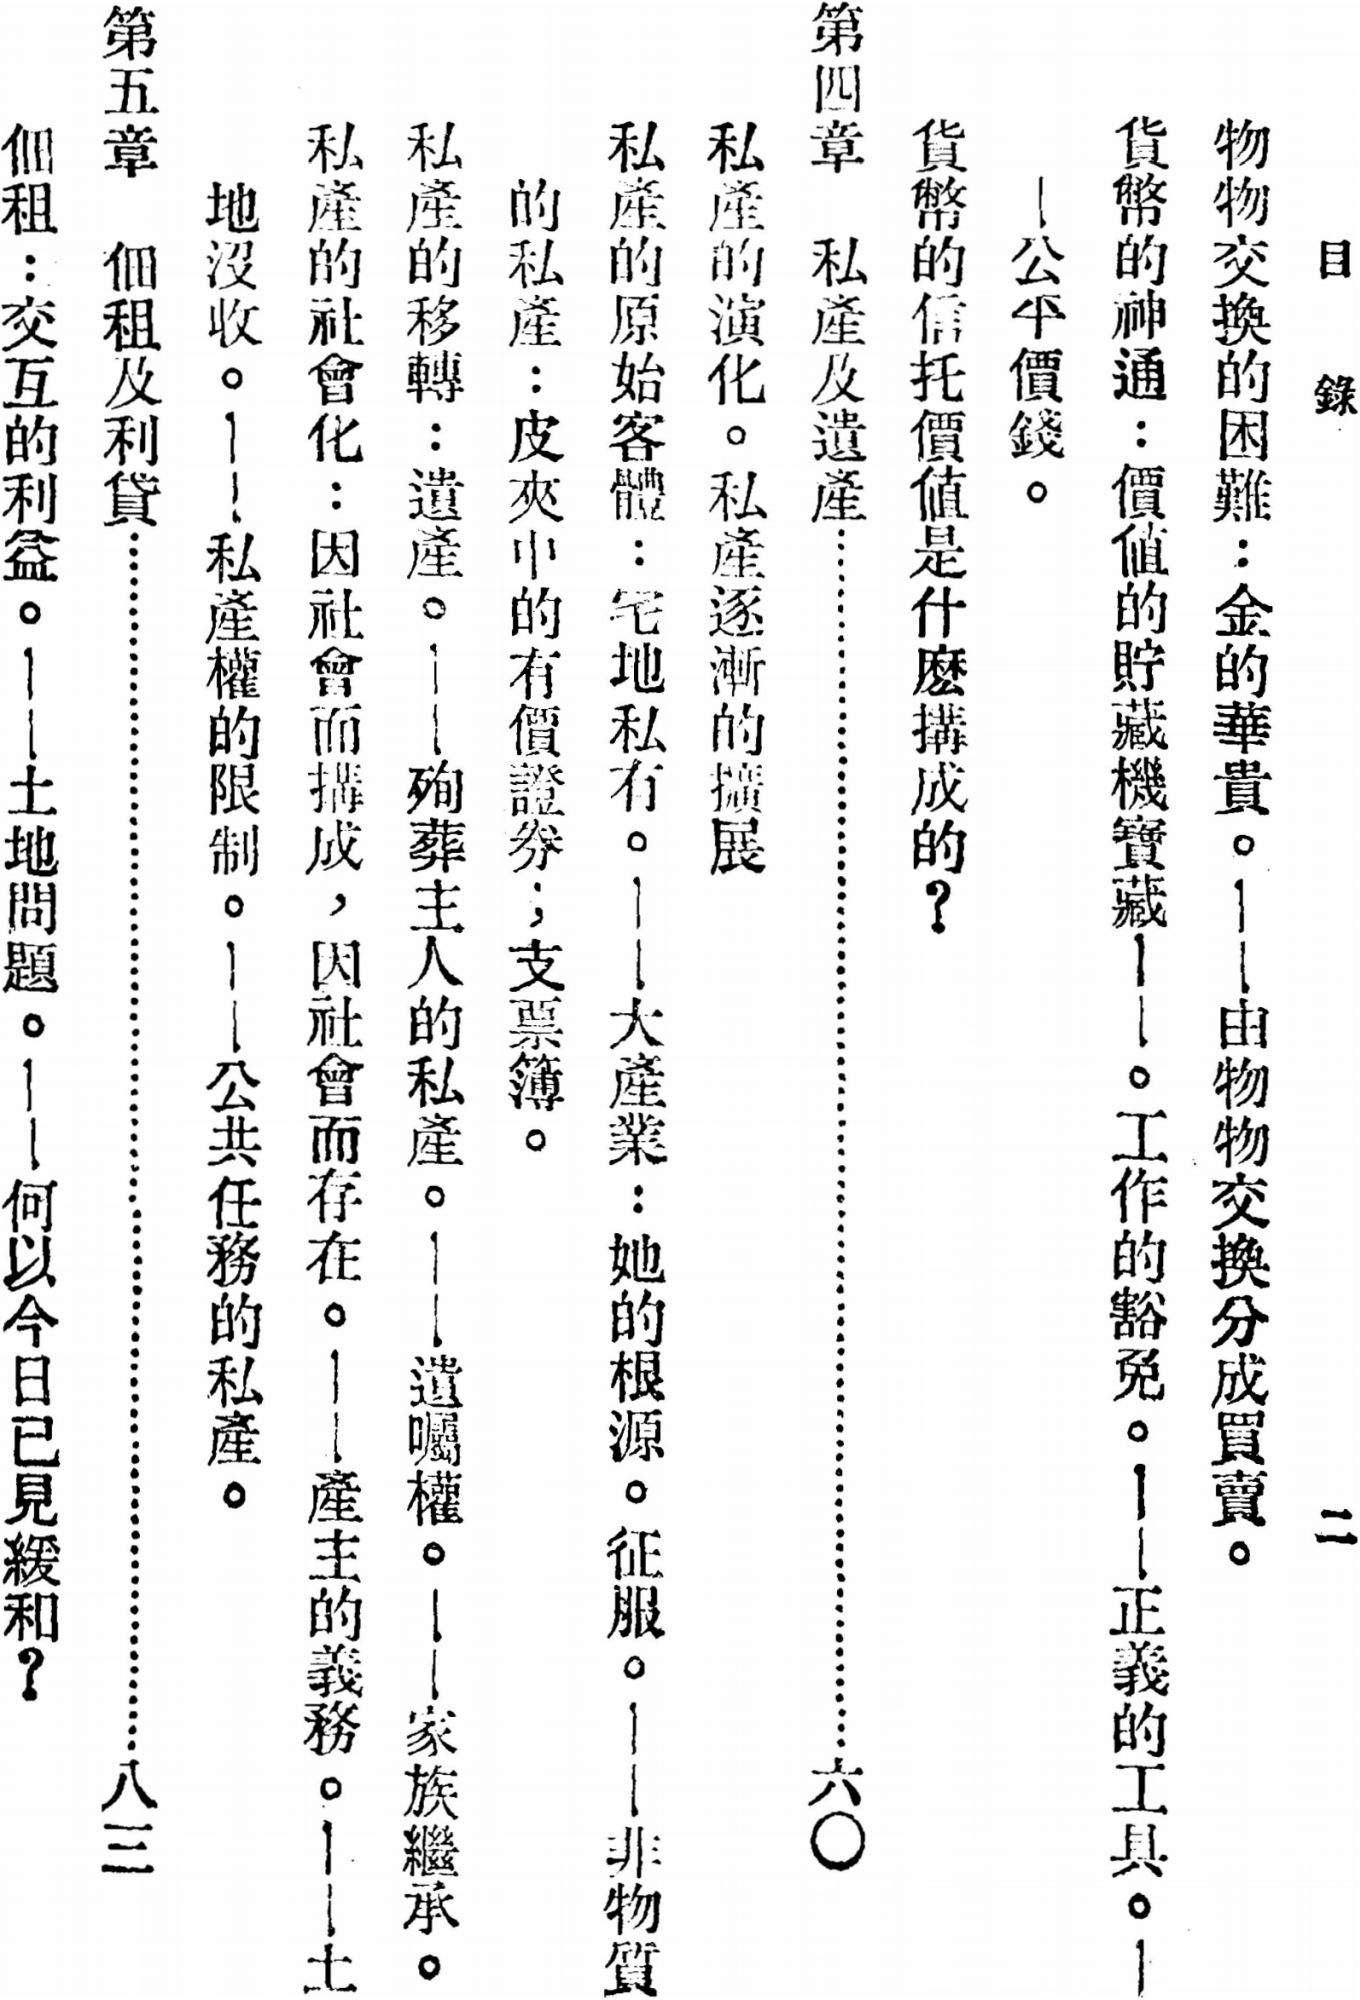 目　錄　二
物物交換的困難：金的華貴。——由物物交換分成買賣。
貨幣的神通：價值的貯藏機寶藏——。工作的豁免。——正義的工具。—
—公平價錢。
貨幣的信托價值是什麼搆成的？
第四章　私產及遺產……………………六〇
私產的演化。私產逐漸的擴展
私產的原始客體：宅地私有。——大產業：她的根源。征服。——非物質
的私產：皮夾中的有價證券；支票簿。
私產的移轉：遺產。——殉葬主人的私產。——遺囑權。——家族繼承。
私產的社會化：因社會而搆成，因社會而存在。——產主的義務。——土
地沒收。——私產權的限制。——公共任務的私產。
第五章　佃租及利貸……………………八三
佃租：交互的利益。——土地問題。——何以今日已見緩和？